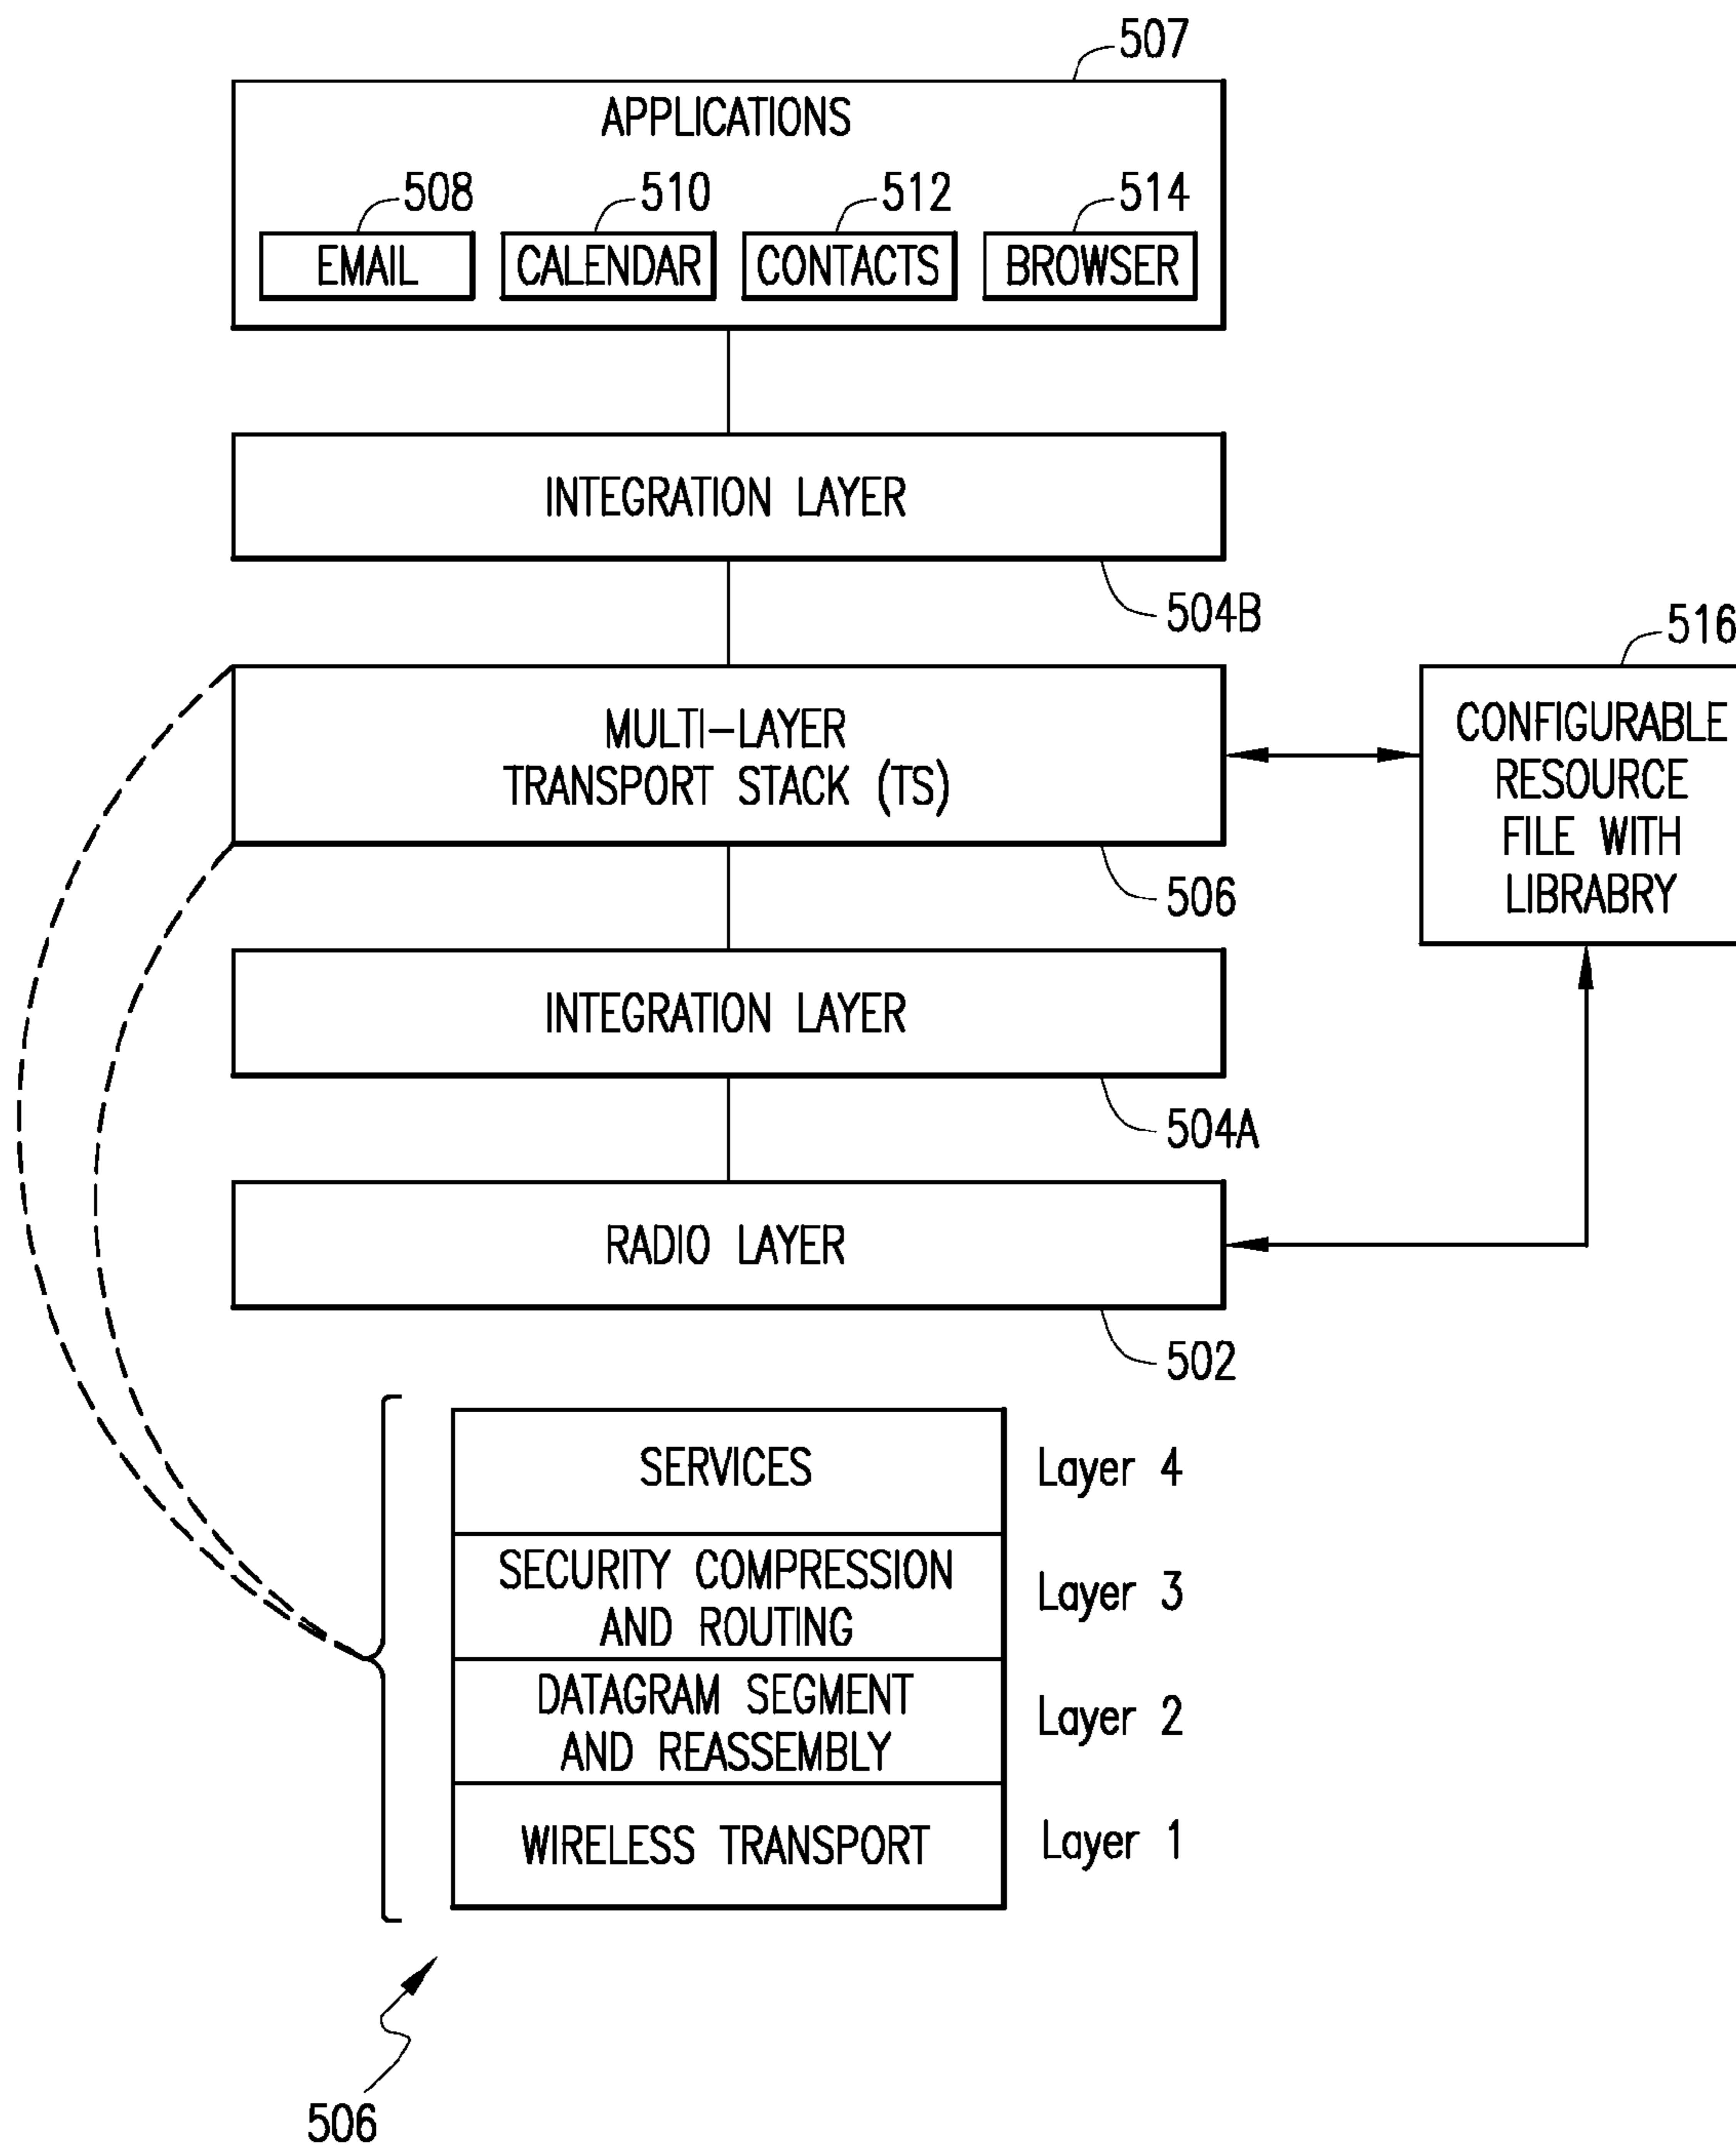 507
APPLICATIONS
508
510
512
514
EMAIL
CALENDAR
CONTACTS
BROWSER
INTEGRATION LAYER
504B
516
MULTI-LAYER
TRANSPORT STACK (TS)
CONFIGURABLE
RESOURCE
FILE WITH
LIBRABRY
506
INTEGRATION LAYER
504A
RADIO LAYER
502
SERVICES
Layer 4
SECURITY COMPRESSION
AND ROUTING
Layer 3
DATAGRAM SEGMENT
AND REASSEMBLY
Layer 2
WIRELESS TRANSPORT
Layer 1
506